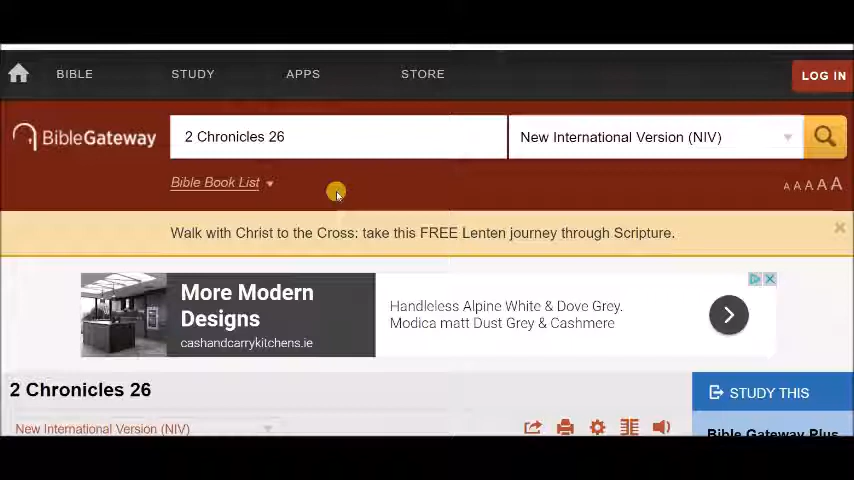 BIBLE STUDY APPS STORE LOG IN
BibleGateway 2 Chronicles 26 New International Version (NIV)
Bible Book List A A A A A
Walk with Christ to the Cross: take this FREE Lenten journey through Scripture.
More Modern
Designs
cashandcarrykitchens.ie
Handleless Alpine White & Dove Grey.
Modica matt Dust Grey & Cashmere
2 Chronicles 26
STUDY THIS
New International Version (NIV)
Bible Gateway Plus